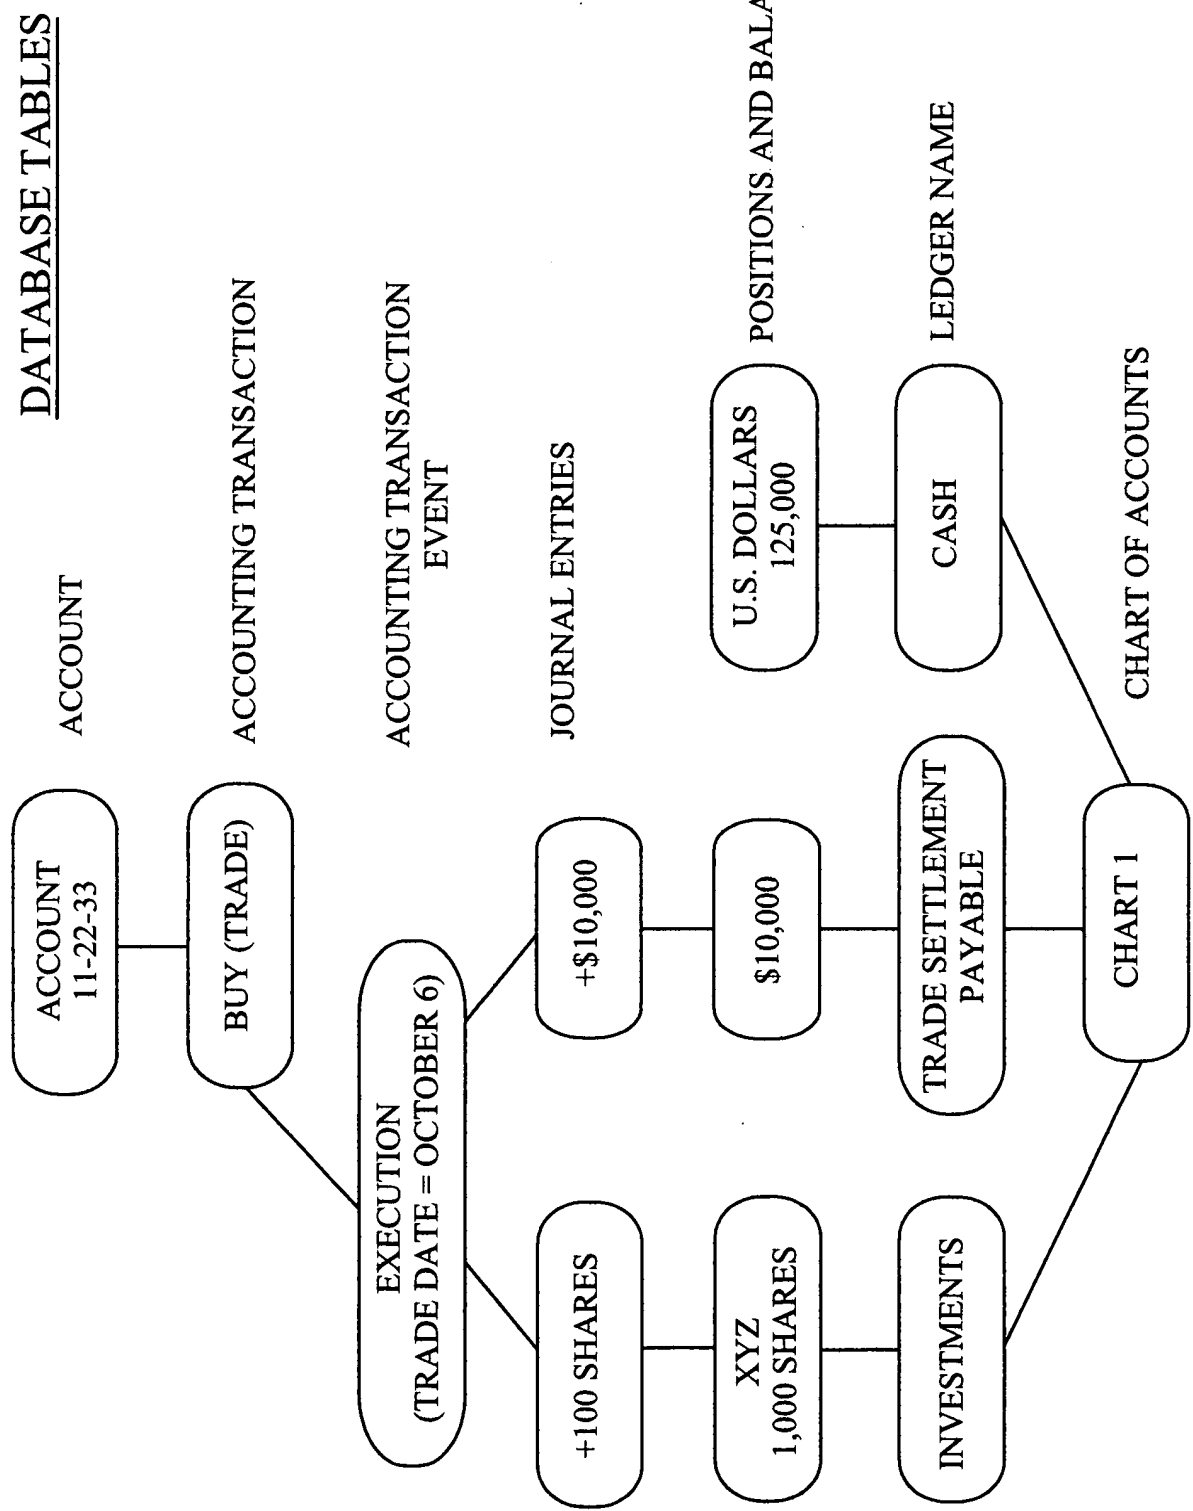 DATABASE TABLES
ACCOUNT
11-22-33
ACCOUNT
BUY (TRADE)
ACCOUNTING TRANSACTION
EXECUTION
(TRADE DATE = OCTOBER 6)
ACCOUNTING TRANSACTION
EVENT
+100 SHARES
+$10,000
JOURNAL ENTRIES
XYZ
1,000 SHARES
$10,000
U.S. DOLLARS
125,000
POSITIONS AND
INVESTMENTS
TRADE SETTLEMENT
PAYABLE
CASH
LEDGER NAME
CHART 1
CHART OF ACCOUNTS